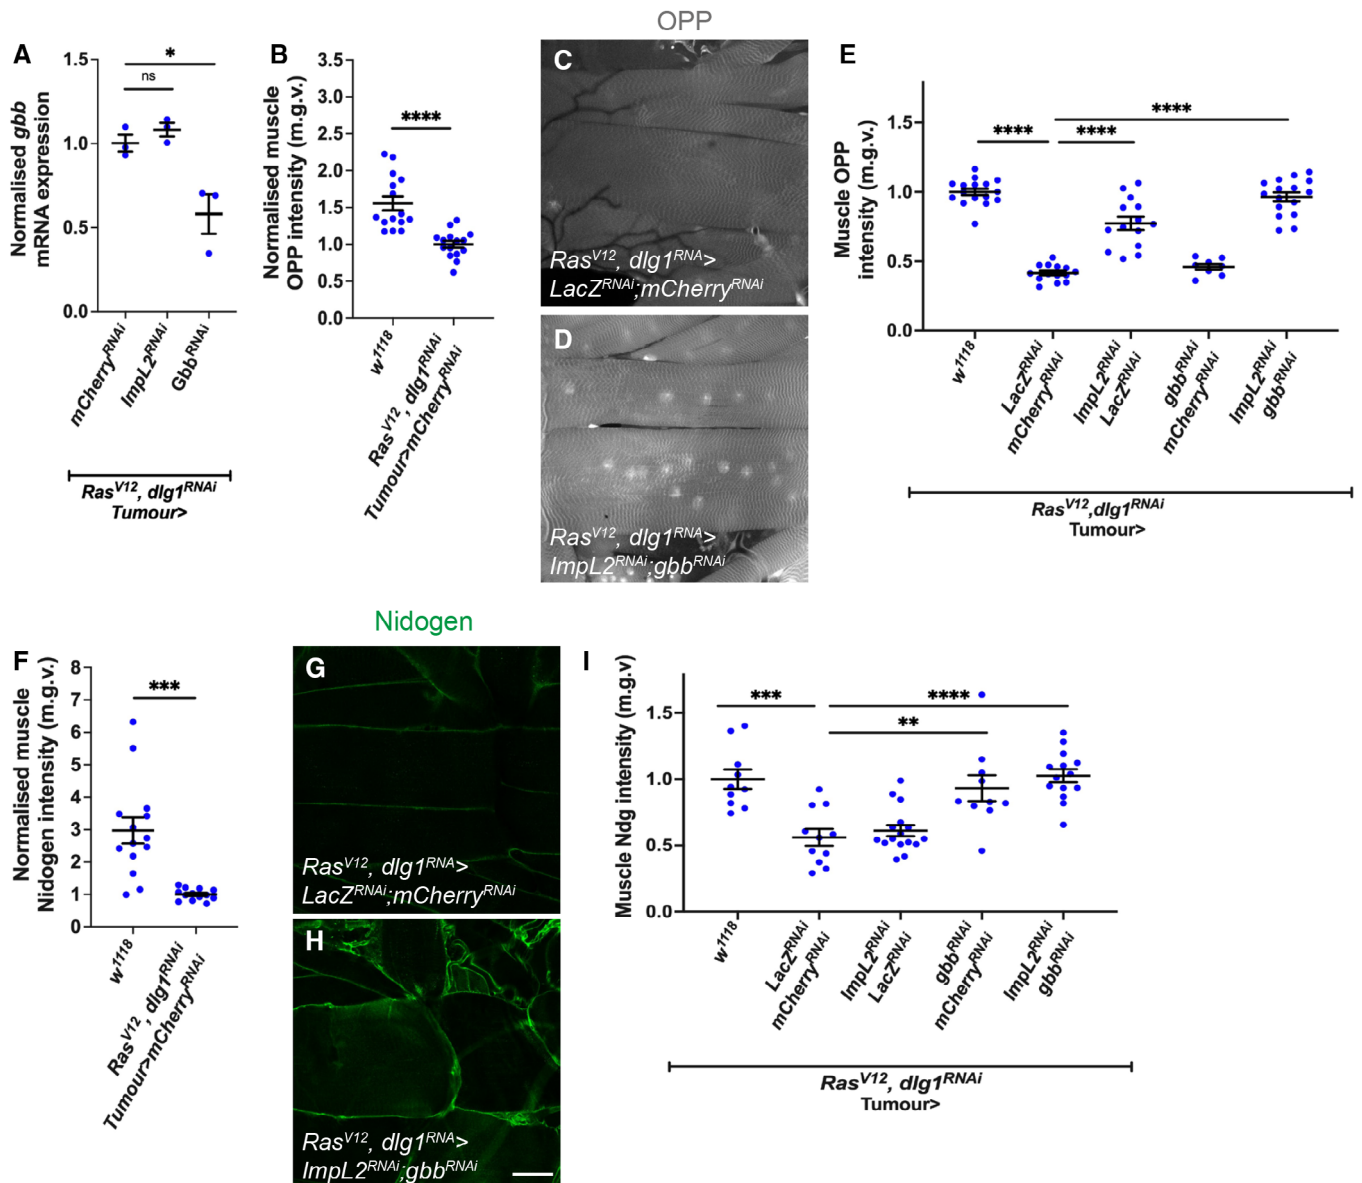 OPP
A
Normalised gbb
mRNA expression
1.5
1.0
0.5
0.0
*
ns
mCherryRNAi
ImpL2RNAi
GbbRNAi
RasV12, dlg1RNAi
Tumour>
B
Normalised muscle
OPP intensity (m.g.v.)
3.5
3.0
2.5
2.0
1.5
1.0
0.5
0.0
****
w1118
RasV12, dlg1RNAi
Tumour>mCherryRNAi
C
RasV12, dlg1RNA>
LacZRNAi;mCherryRNAi
D
RasV12, dlg1RNA>
ImpL2RNAi;gbbRNAi
E
Muscle OPP
intensity (m.g.v.)
1.5
1.0
0.5
0.0
****
****
****
w1118
LacZRNAi
mCherryRNAi
ImpL2RNAi
LacZRNAi
gbbRNAi
mCherryRNAi
ImpL2RNAi
gbbRNAi
RasV12,dlg1RNAi
Tumour>
Nidogen
F
Normalised muscle
Nidogen intensity (m.g.v.)
8
7
6
5
4
3
2
1
0
***
w1118
RasV12, dlg1RNAi
Tumour>mCherryRNAi
G
RasV12, dlg1RNA>
LacZRNAi;mCherryRNAi
H
RasV12, dlg1RNA>
ImpL2RNAi;gbbRNAi
I
Muscle Ndg intensity (m.g.v)
1.5
1.0
0.5
0.0
***
****
**
w1118
LacZRNAi
mCherryRNAi
ImpL2RNAi
LacZRNAi
gbbRNAi
mCherryRNAi
ImpL2RNAi
gbbRNAi
RasV12, dlg1RNAi
Tumour>